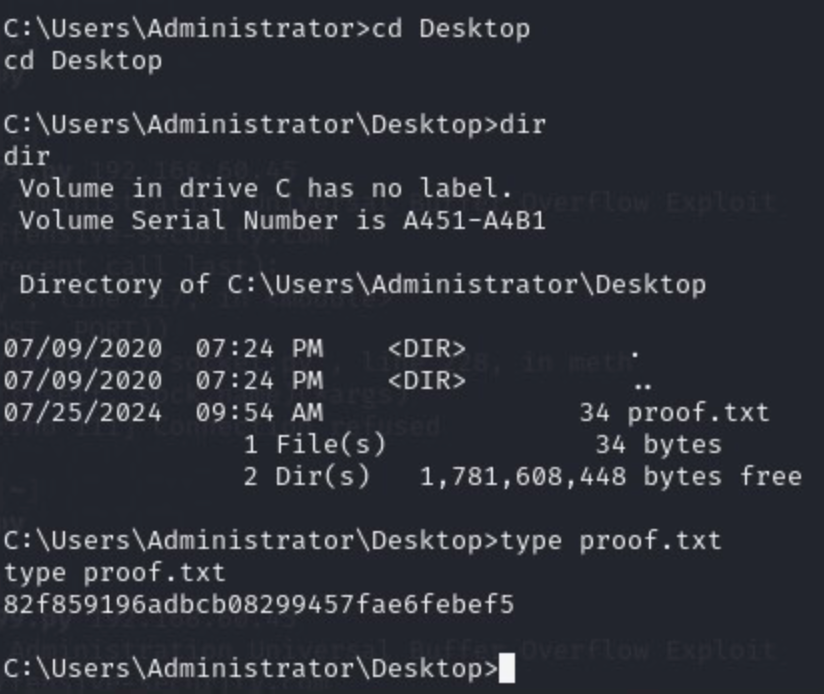 C:\Users\Administrator>cd Desktop
cd Desktop
C:\Users\Administrator\Desktop>dir
dir
 Volume in drive C has no label.
 Volume Serial Number is A451-A4B1
 Directory of C:\Users\Administrator\Desktop
07/09/2020  07:24 PM    <DIR>          .
07/09/2020  07:24 PM    <DIR>          ..
07/25/2024  09:54 AM                34 proof.txt
               1 File(s)             34 bytes
               2 Dir(s)   1,781,608,448 bytes free
C:\Users\Administrator\Desktop>type proof.txt
type proof.txt
82f859196adbcb08299457fae6febef5
C:\Users\Administrator\Desktop>